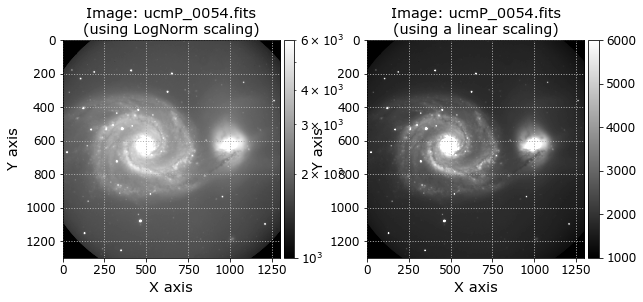 Image: ucmP_0054.fits
(using LogNorm scaling)
0
200
400
600
800
1000
1200
Y axis
0 250 500 750 1000 1250
X axis
6 × 10³
4 × 10³
3 × 10³
2 × 10³
10³
Image: ucmP_0054.fits
(using a linear scaling)
0
200
400
600
800
1000
1200
Y axis
0 250 500 750 1000 1250
X axis
6000
5000
4000
3000
2000
1000